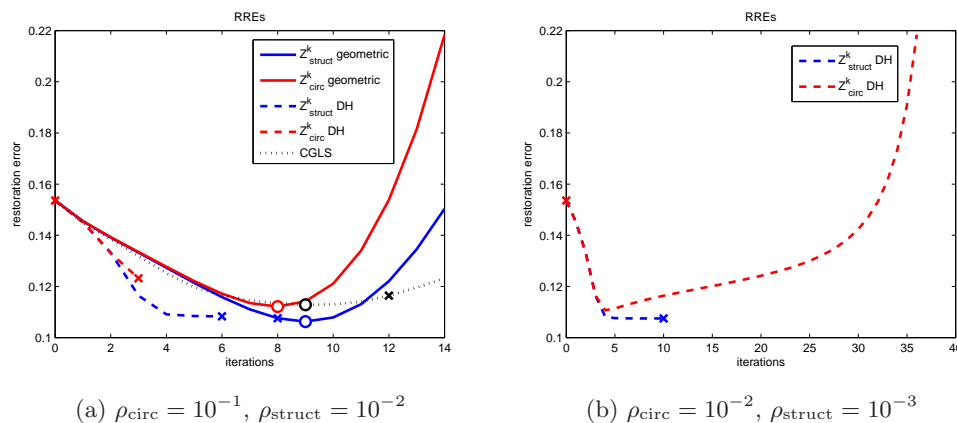 RREs
0.22
0.2
0.18
0.16
0.14
0.12
0.1
restoration error
Z^k_struct geometric
Z^k_circ geometric
Z^k_struct DH
Z^k_circ DH
CGLS
0 2 4 6 8 10 12 14
iterations
(a) ρ_circ = 10^{-1}, ρ_struct = 10^{-2}
RREs
0.22
0.2
0.18
0.16
0.14
0.12
0.1
restoration error
Z^k_struct DH
Z^k_circ DH
0 5 10 15 20 25 30 35 40
iterations
(b) ρ_circ = 10^{-2}, ρ_struct = 10^{-3}